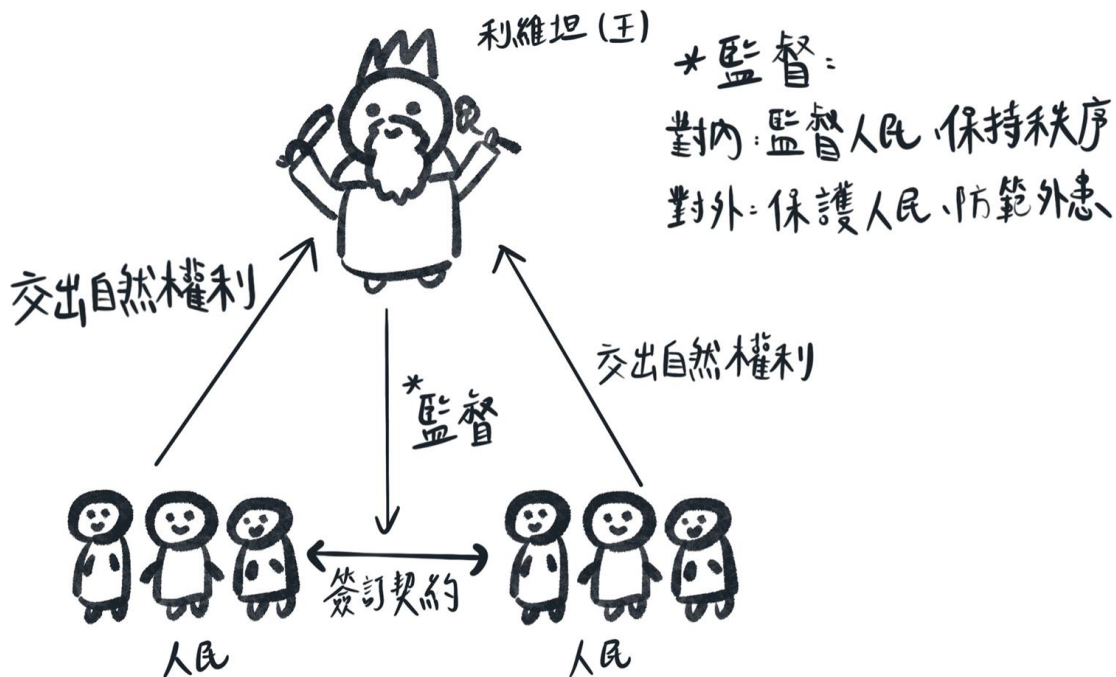 利維坦(王)
*監督:
對內:監督人民、保持秩序
對外:保護人民、防範外患
交出自然權利
交出自然權利
*監督
簽訂契約
人民
人民